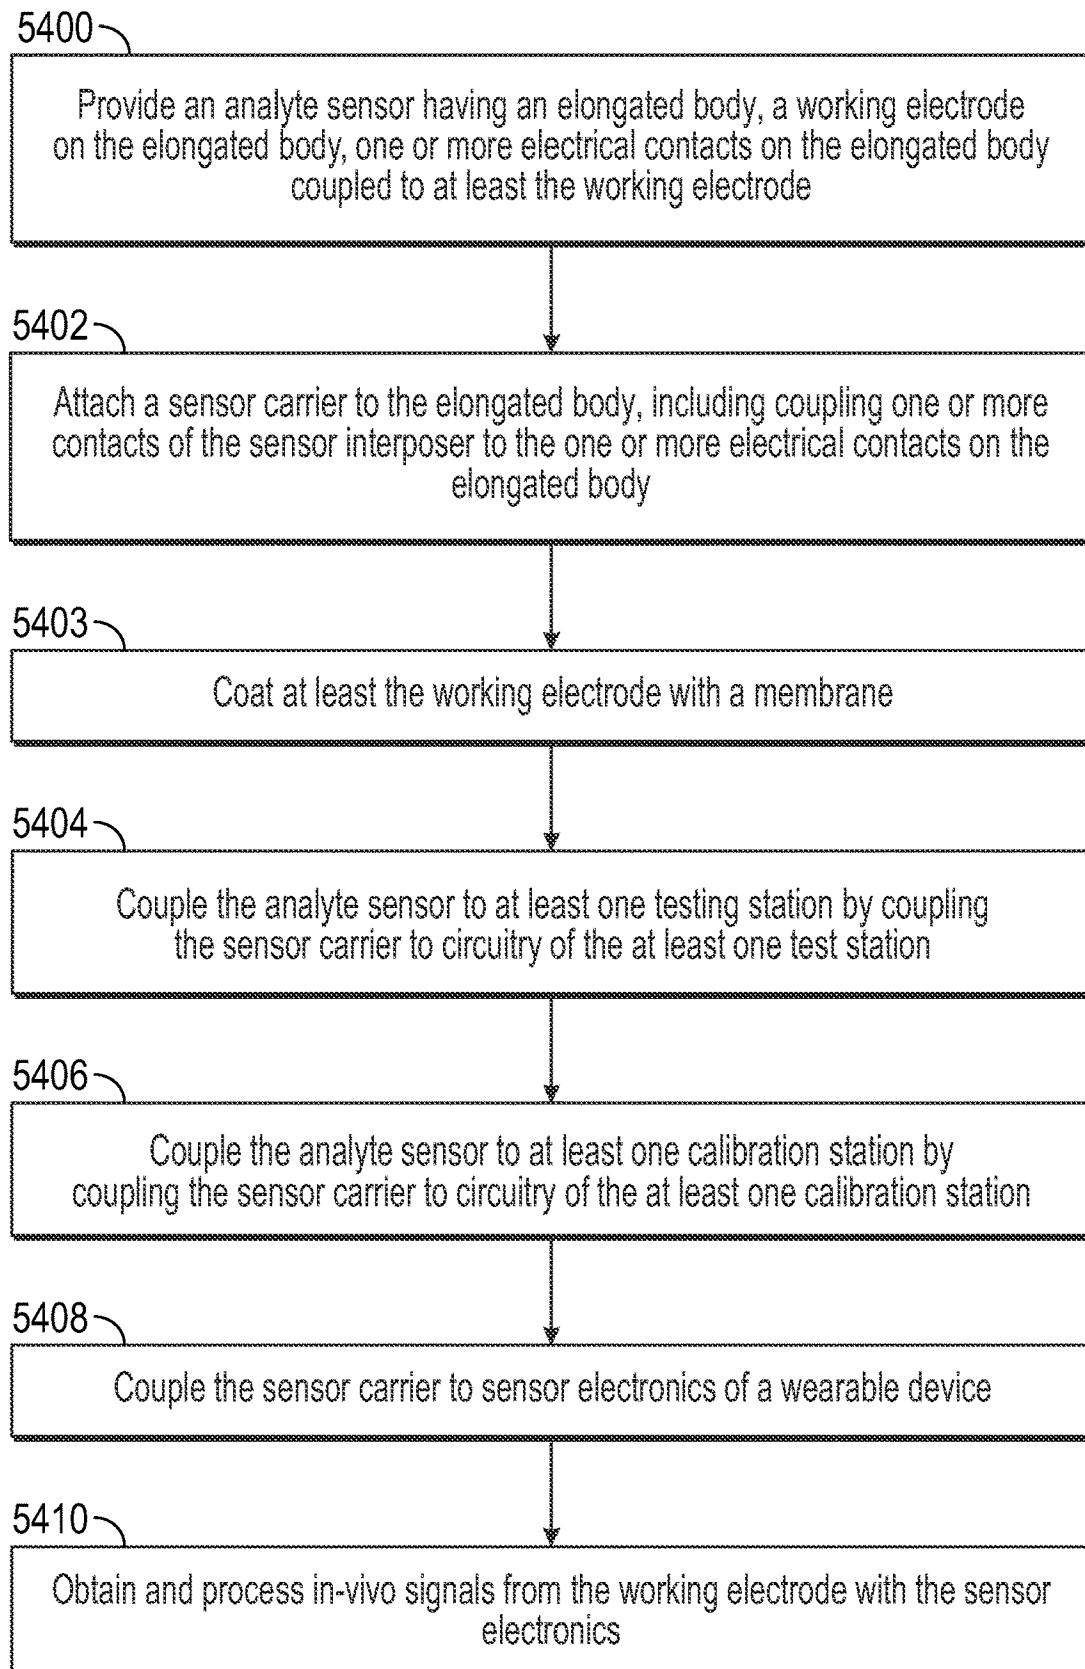 5400
Provide an analyte sensor having an elongated body, a working electrode
on the elongated body, one or more electrical contacts on the elongated body
coupled to at least the working electrode
5402
Attach a sensor carrier to the elongated body, including coupling one or more
contacts of the sensor interposer to the one or more electrical contacts on the
elongated body
5403
Coat at least the working electrode with a membrane
5404
Couple the analyte sensor to at least one testing station by coupling
the sensor carrier to circuitry of the at least one test station
5406
Couple the analyte sensor to at least one calibration station by
coupling the sensor carrier to circuitry of the at least one calibration station
5408
Couple the sensor carrier to sensor electronics of a wearable device
5410
Obtain and process in-vivo signals from the working electrode with the sensor
electronics